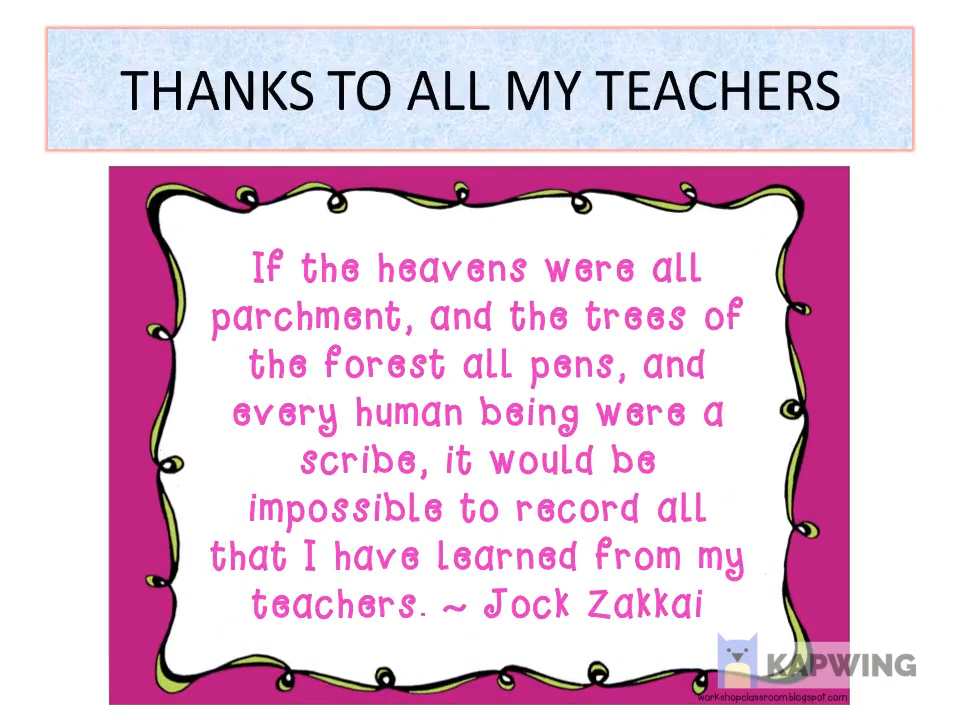 THANKS TO ALL MY TEACHERS
If the heavens were all
parchment, and the trees of
the forest all pens, and
every human being were a
scribe, it would be
impossible to record all
that I have learned from my
teachers. ~ Jock Zakkai
KAPWING
workshopclassroom.blogspot.com